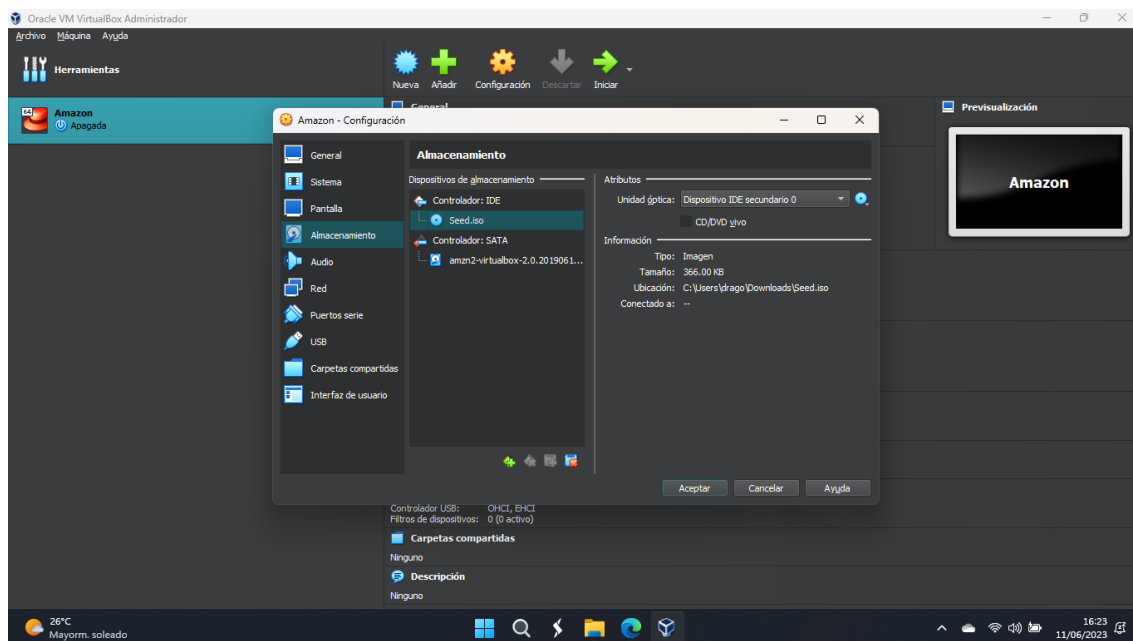 Oracle VM VirtualBox Administrador
Archivo Máquina Ayuda
Herramientas
Nueva Añadir Configuración Descartar Iniciar
64
Amazon
Apagada
General
Previsualización
Amazon
Amazon - Configuración
General
Sistema
Pantalla
Almacenamiento
Audio
Red
Puertos serie
USB
Carpetas compartidas
Interfaz de usuario
Almacenamiento
Dispositivos de almacenamiento
Controlador: IDE
Seed.iso
Controlador: SATA
amzn2-virtualbox-2.0.2019061...
Atributos
Unidad óptica: Dispositivo IDE secundario 0
CD/DVD vivo
Información
Tipo: Imagen
Tamaño: 366.00 KB
Ubicación: C:\Users\drago\Downloads\Seed.iso
Conectado a: --
Aceptar Cancelar Ayuda
Controlador USB: OHCI, EHCI
Filtros de dispositivos: 0 (0 activo)
Carpetas compartidas
Ninguno
Descripción
Ninguno
26°C
Mayorm. soleado
16:23
11/06/2023